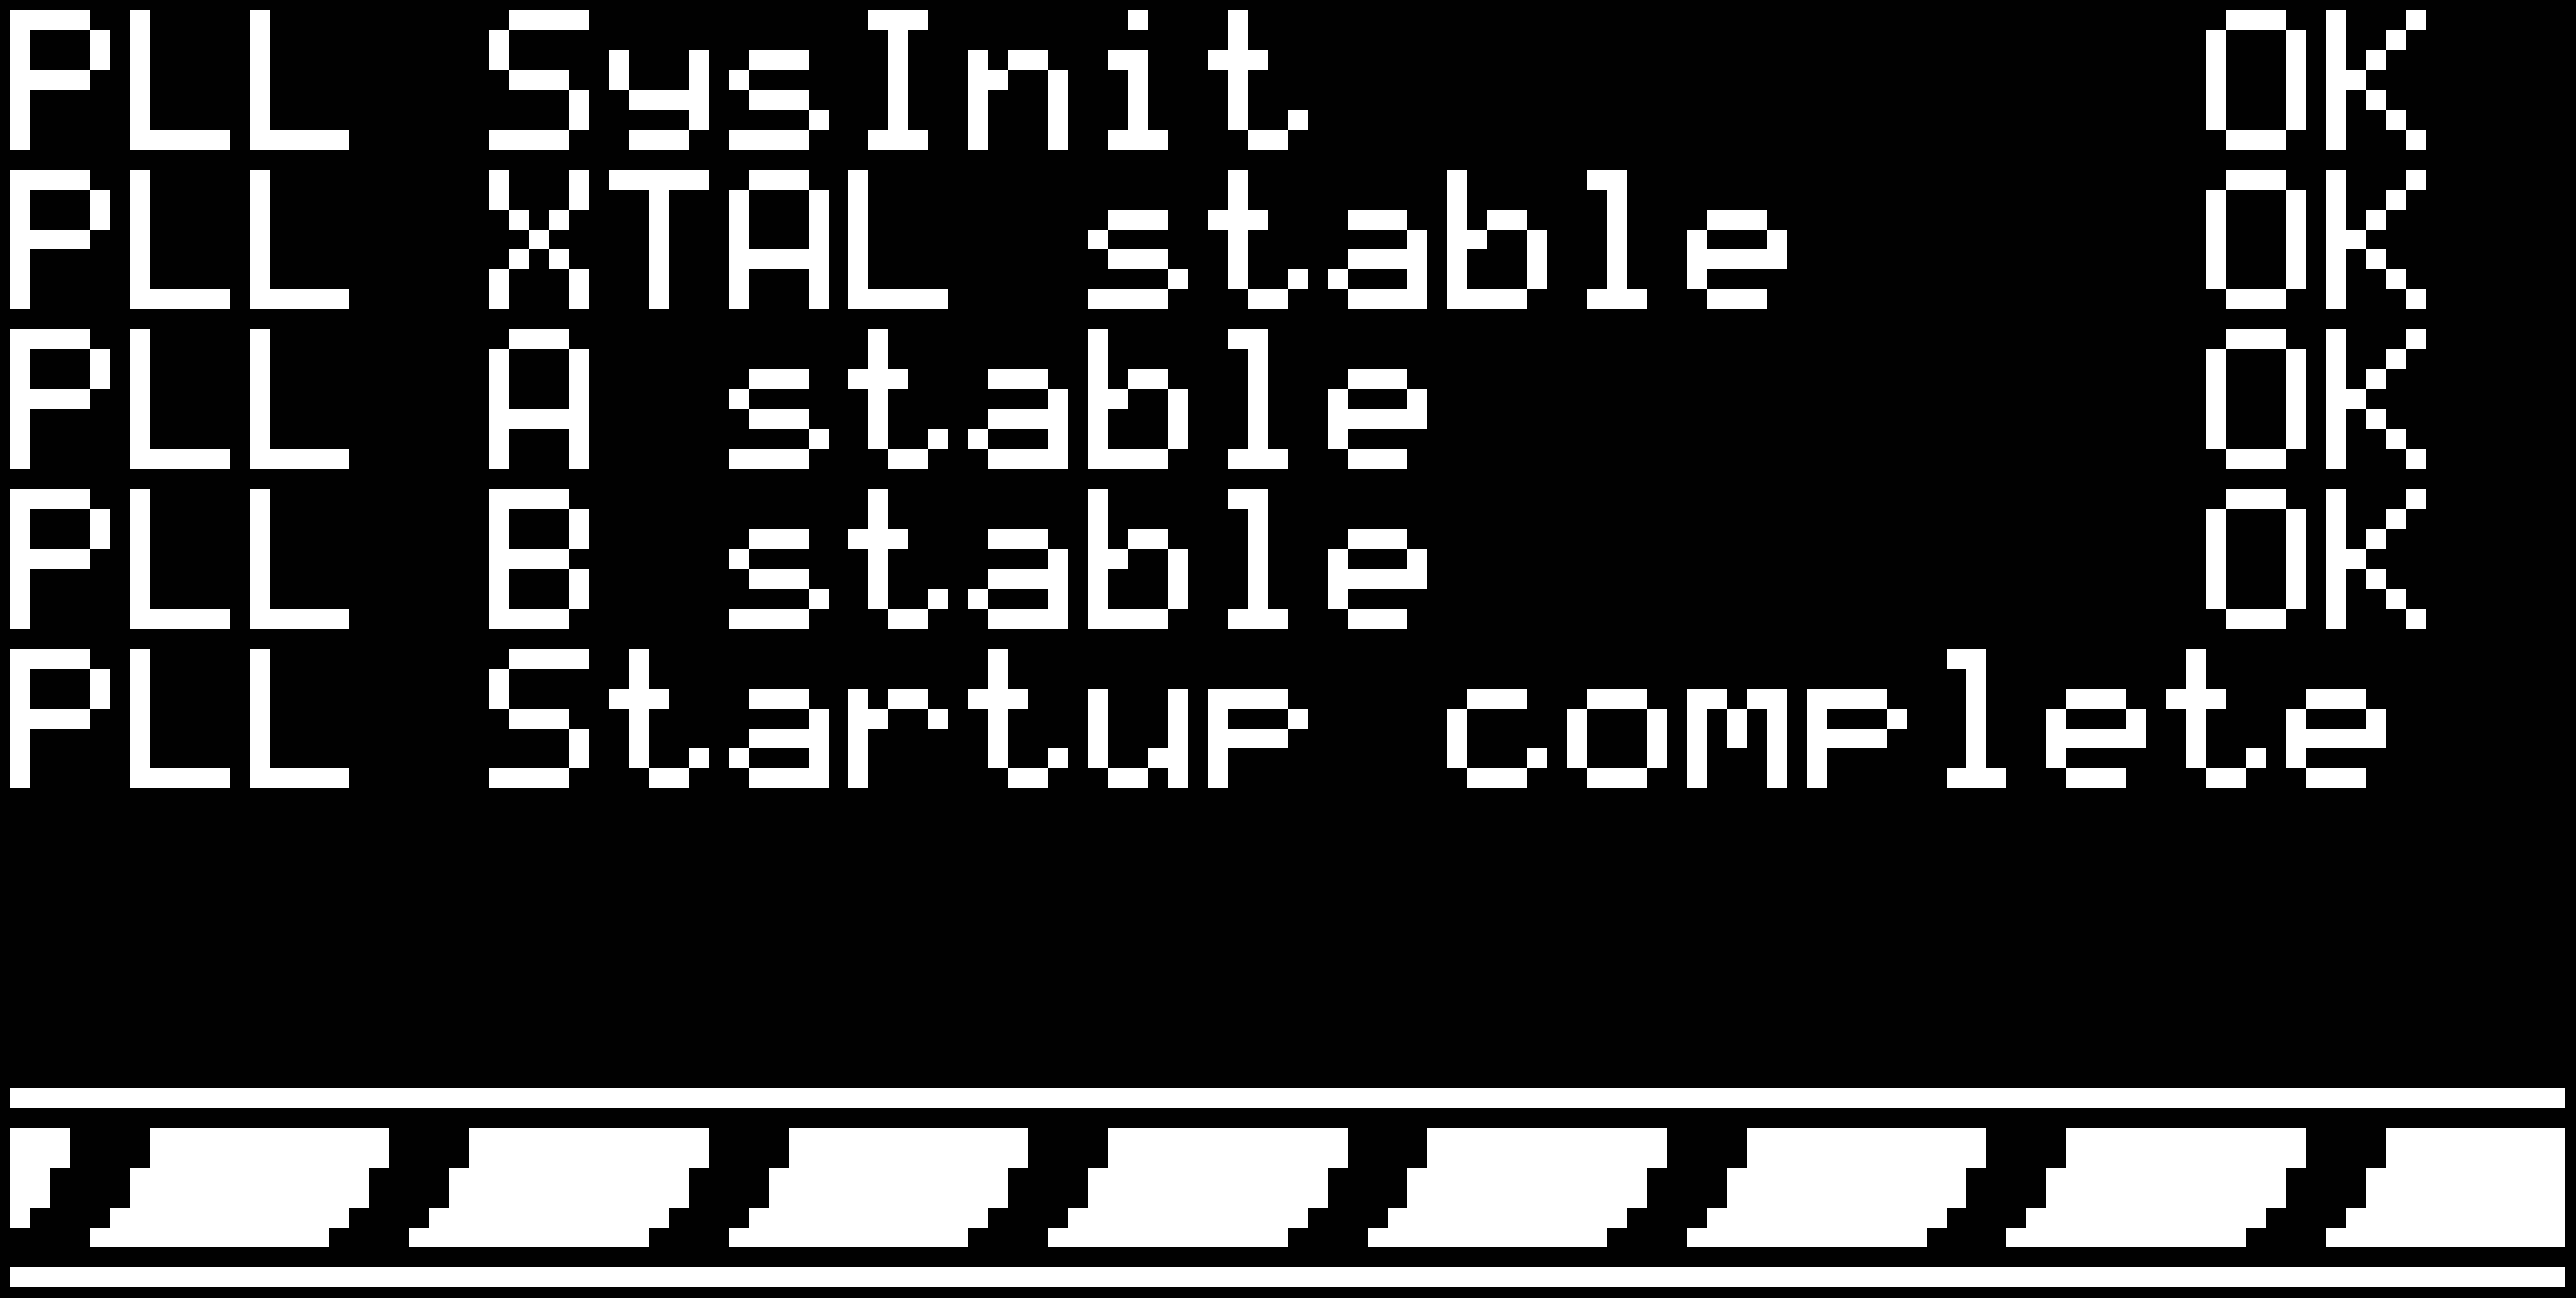 PLL SysInit OK
PLL XTAL stable OK
PLL A stable OK
PLL B stable OK
PLL Startup complete